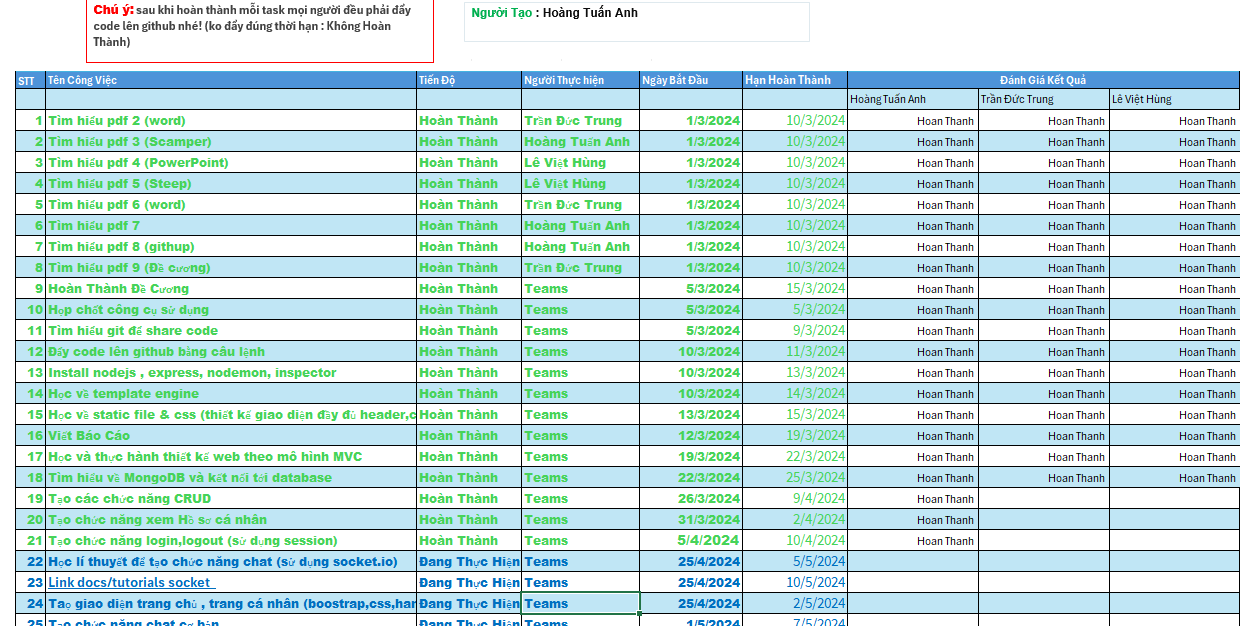 Chú ý: sau khi hoàn thành mỗi task mọi người đều phải đẩy
code lên github nhé! (ko đẩy đúng thời hạn : Không Hoàn
Thành)
Người Tạo : Hoàng Tuấn Anh
STT Tên Công Việc Tiến Độ Người Thực hiện Ngày Bắt Đầu Hạn Hoàn Thành Đánh Giá Kết Quả
Hoàng Tuấn Anh Trần Đức Trung Lê Việt Hùng
1 Tìm hiểu pdf 2 (word) Hoàn Thành Trần Đức Trung 1/3/2024 10/3/2024 Hoan Thanh Hoan Thanh Hoan Thanh
2 Tìm hiểu pdf 3 (Scamper) Hoàn Thành Hoàng Tuấn Anh 1/3/2024 10/3/2024 Hoan Thanh Hoan Thanh Hoan Thanh
3 Tìm hiểu pdf 4 (PowerPoint) Hoàn Thành Lê Việt Hùng 1/3/2024 10/3/2024 Hoan Thanh Hoan Thanh Hoan Thanh
4 Tìm hiểu pdf 5 (Steep) Hoàn Thành Lê Việt Hùng 1/3/2024 10/3/2024 Hoan Thanh Hoan Thanh Hoan Thanh
5 Tìm hiểu pdf 6 (word) Hoàn Thành Trần Đức Trung 1/3/2024 10/3/2024 Hoan Thanh Hoan Thanh Hoan Thanh
6 Tìm hiểu pdf 7 Hoàn Thành Hoàng Tuấn Anh 1/3/2024 10/3/2024 Hoan Thanh Hoan Thanh Hoan Thanh
7 Tìm hiểu pdf 8 (githup) Hoàn Thành Hoàng Tuấn Anh 1/3/2024 10/3/2024 Hoan Thanh Hoan Thanh Hoan Thanh
8 Tìm hiểu pdf 9 (Đề cương) Hoàn Thành Trần Đức Trung 1/3/2024 10/3/2024 Hoan Thanh Hoan Thanh Hoan Thanh
9 Hoàn Thành Đề Cương Hoàn Thành Teams 5/3/2024 15/3/2024 Hoan Thanh Hoan Thanh Hoan Thanh
10 Họp chốt công cụ sử dụng Hoàn Thành Teams 5/3/2024 5/3/2024 Hoan Thanh Hoan Thanh Hoan Thanh
11 Tìm hiểu git để share code Hoàn Thành Teams 5/3/2024 9/3/2024 Hoan Thanh Hoan Thanh Hoan Thanh
12 Đẩy code lên github bằng câu lệnh Hoàn Thành Teams 10/3/2024 11/3/2024 Hoan Thanh Hoan Thanh Hoan Thanh
13 Install nodejs , express, nodemon, inspector Hoàn Thành Teams 10/3/2024 13/3/2024 Hoan Thanh Hoan Thanh Hoan Thanh
14 Học về template engine Hoàn Thành Teams 10/3/2024 14/3/2024 Hoan Thanh Hoan Thanh Hoan Thanh
15 Học về static file & css (thiết kế giao diện đầy đủ header,c Hoàn Thành Teams 13/3/2024 15/3/2024 Hoan Thanh Hoan Thanh Hoan Thanh
16 Viết Báo Cáo Hoàn Thành Teams 12/3/2024 19/3/2024 Hoan Thanh Hoan Thanh Hoan Thanh
17 Học và thực hành thiết kế web theo mô hình MVC Hoàn Thành Teams 19/3/2024 22/3/2024 Hoan Thanh Hoan Thanh Hoan Thanh
18 Tìm hiểu về MongoDB và kết nối tới database Hoàn Thành Teams 22/3/2024 25/3/2024 Hoan Thanh Hoan Thanh Hoan Thanh
19 Tạo các chức năng CRUD Hoàn Thành Teams 26/3/2024 9/4/2024 Hoan Thanh
20 Tạo chức năng xem Hồ sơ cá nhân Hoàn Thành Teams 31/3/2024 2/4/2024 Hoan Thanh
21 Tạo chức năng login,logout (sử dụng session) Hoàn Thành Teams 5/4/2024 10/4/2024 Hoan Thanh
22 Học lí thuyết để tạo chức năng chat (sử dụng socket.io) Đang Thực Hiện Teams 25/4/2024 5/5/2024
23 Link docs/tutorials socket Đang Thực Hiện Teams 25/4/2024 10/5/2024
24 Taọ giao diện trang chủ , trang cá nhân (boostrap,css,har Đang Thực Hiện Teams 25/4/2024 2/5/2024
25 Tạo chức năng chat cơ bản Đang Thực Hiện Teams 1/5/2024 7/5/2024